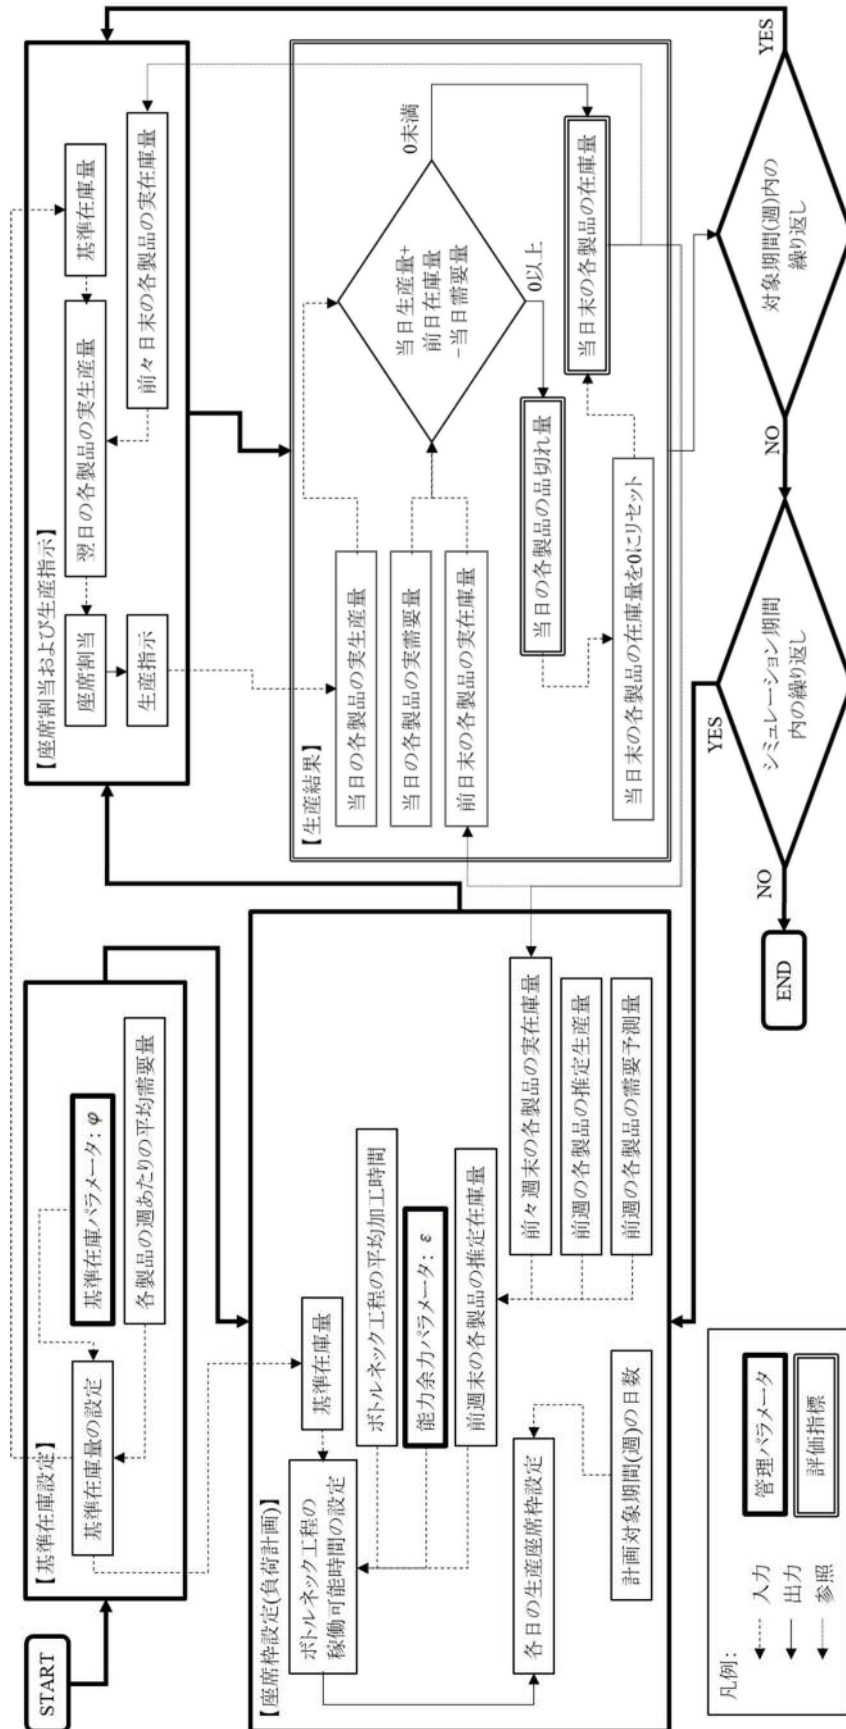 START
【基準在庫設定】
基準在庫量の設定
基準在庫パラメータ: φ
各製品の週あたりの平均需要量
【座席枠設定(負荷計画)】
ボトルネック工程の
稼働可能時間の設定
基準在庫量
ボトルネック工程の平均加工時間
能力余力パラメータ: ε
前週末の各製品の推定在庫量
前々週末の各製品の実在庫量
前週の各製品の推定生産量
前週の各製品の需要予測量
各日の生産座席枠設定
計画対象期間(週)の日数
【座席割当および生産指示】
座席割当
生産指示
翌日の各製品の実生産量
基準在庫量
前々日末の各製品の実在庫量
【生産結果】
当日の各製品の実生産量
当日の各製品の実需要量
前日末の各製品の実在庫量
当日生産量+
前日在庫量
-当日需要量
0未満
0以上
当日の各製品の品切れ量
当日末の各製品の在庫量を0にリセット
当日末の各製品の在庫量
対象期間(週)内の
繰り返し
YES
NO
シミュレーション期間
内の繰り返し
YES
NO
END
凡例:
入力
出力
参照
管理パラメータ
評価指標